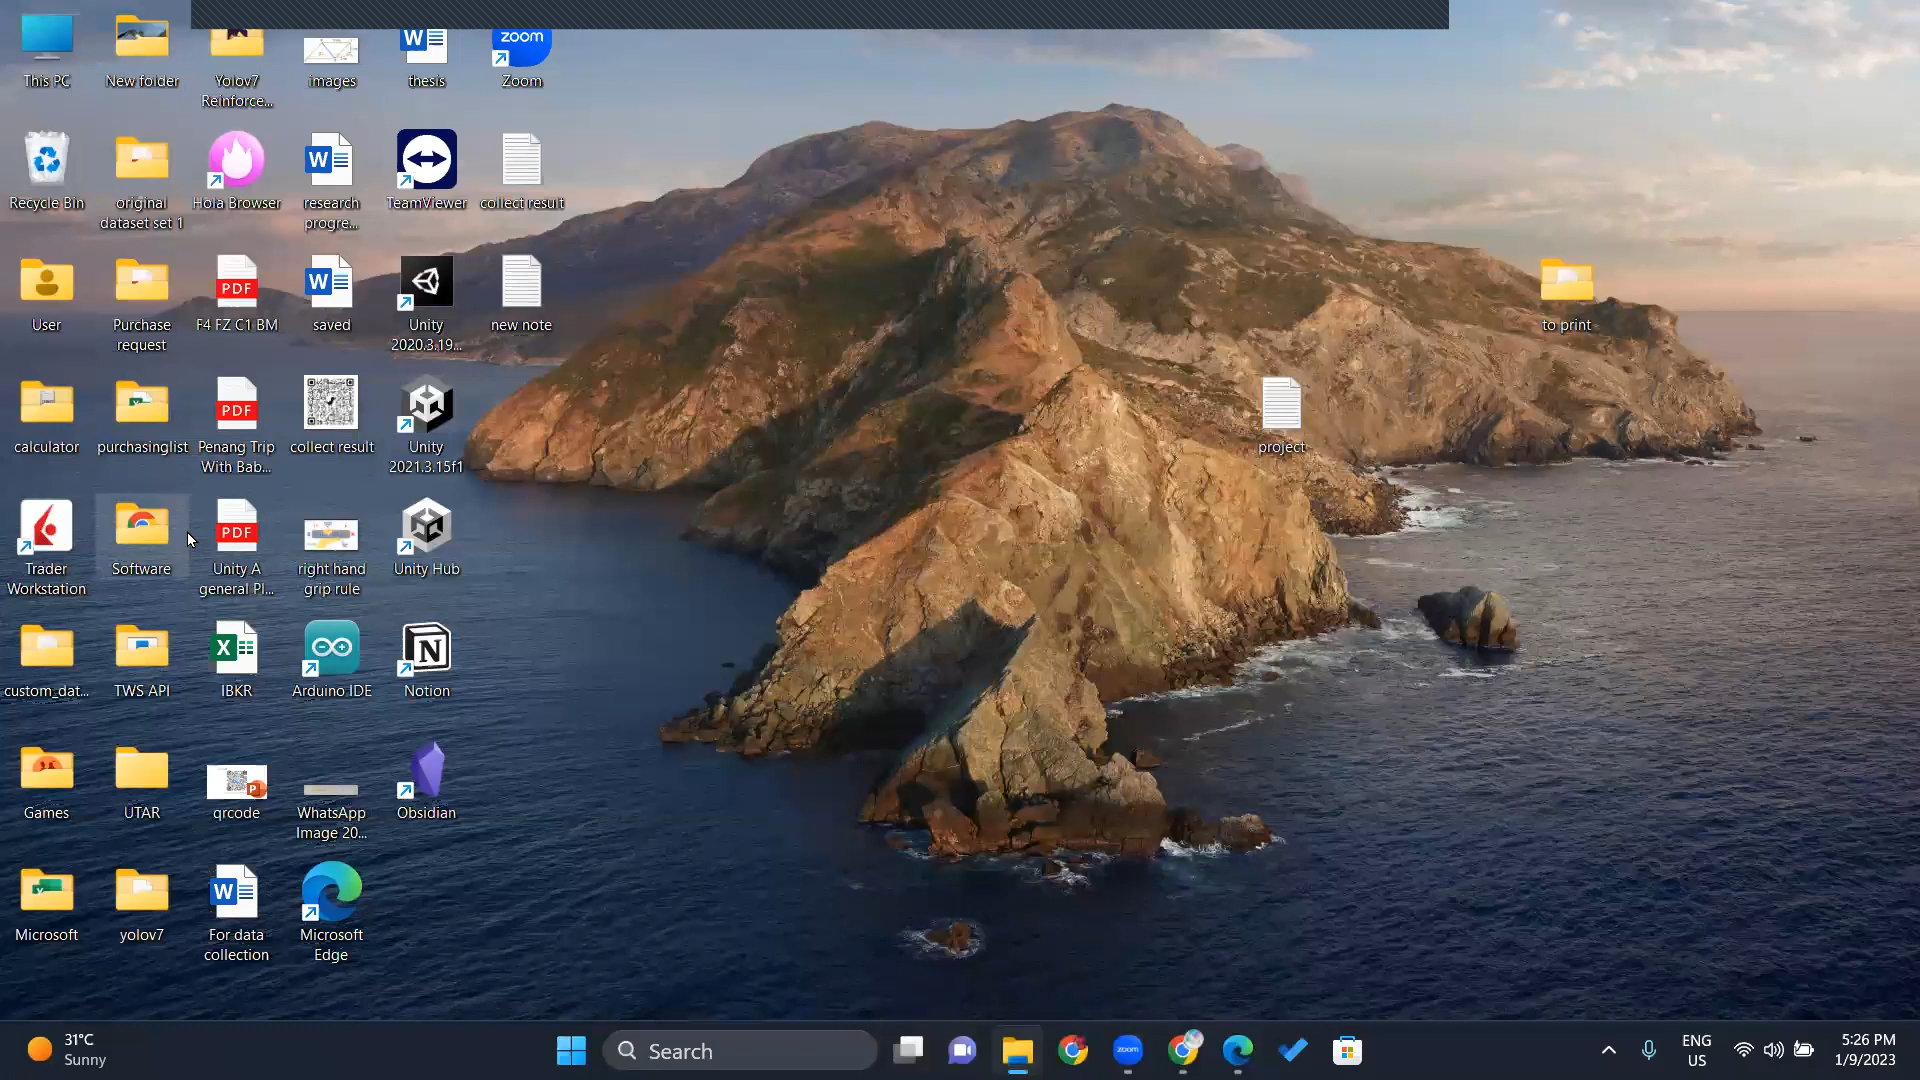 This PC
New folder
Yolov7
Reinforce...
images
thesis
zoom
Zoom
Recycle Bin
original
dataset set 1
Hola Browser
research
progre...
TeamViewer
collect result
User
Purchase
request
PDF
F4 FZ C1 BM
saved
Unity
2020.3.19...
new note
to print
calculator
purchasinglist
PDF
Penang Trip
With Bab...
collect result
Unity
2021.3.15f1
project
Trader
Workstation
Software
PDF
Unity A
general Pl...
right hand
grip rule
Unity Hub
custom_dat...
TWS API
IBKR
Arduino IDE
Notion
Games
UTAR
qrcode
WhatsApp
Image 20...
Obsidian
Microsoft
yolov7
For data
collection
Microsoft
Edge
31°C
Sunny
Search
zoom
ENG
US
5:26 PM
1/9/2023